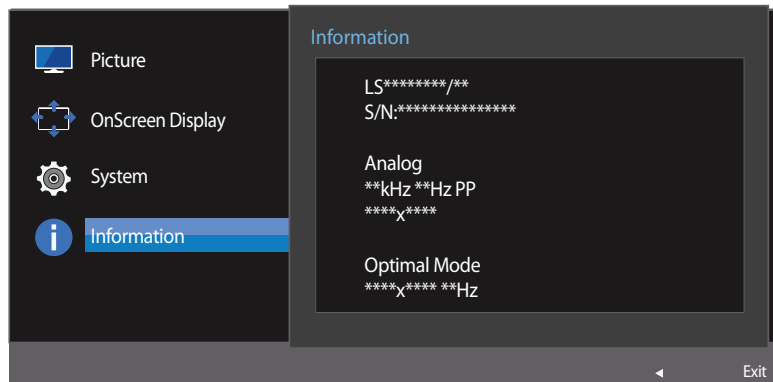 Picture
OnScreen Display
System
Information
Information
LS********/**
S/N:***************
Analog
**kHz **Hz PP
****x****
Optimal Mode
****x**** **Hz
Exit